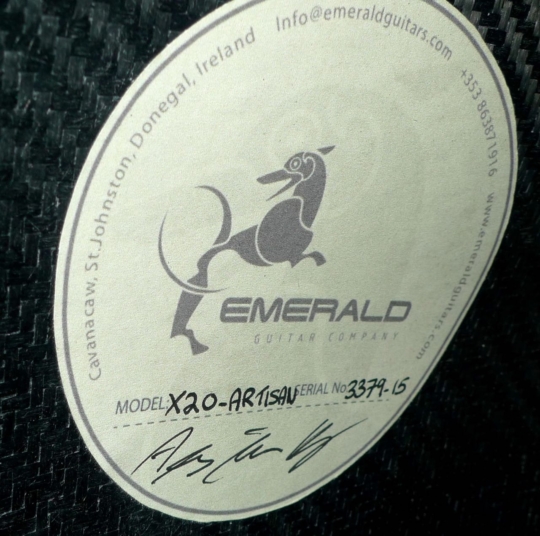 Cavanacaw, St.Johnston, Donegal, Ireland
Info@emeraldguitars.com
+353 863871916
www.emeraldguitars.com
EMERALD
GUITAR COMPANY
MODEL: X20-ARTISAN SERIAL No: 3379-15